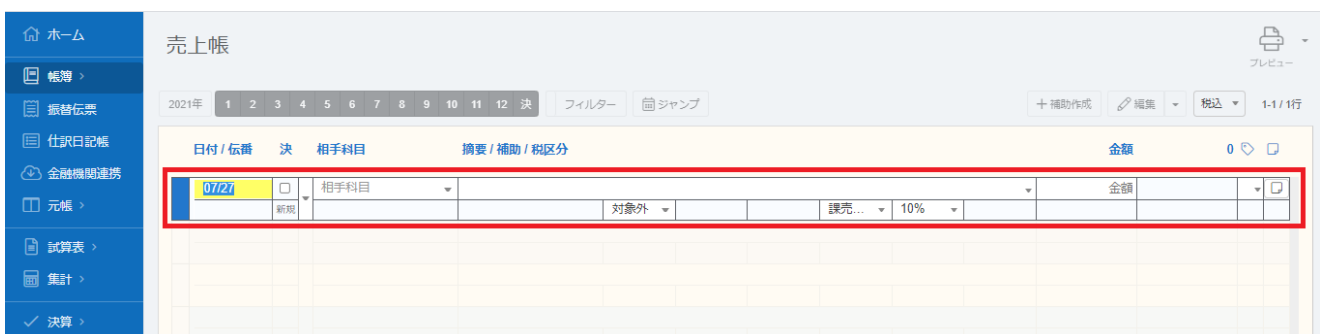 ホーム
売上帳
プレビュー
帳簿
2021年 1 2 3 4 5 6 7 8 9 10 11 12 決 フィルター ジャンプ +補助作成 編集 税込 1-1 / 1行
振替伝票
仕訳日記帳
日付 / 伝番 決 相手科目 摘要 / 補助 / 税区分 金額 0
金融機関連携
07/27 相手科目 金額
新規 対象外 課売... 10%
元帳
試算表
集計
決算